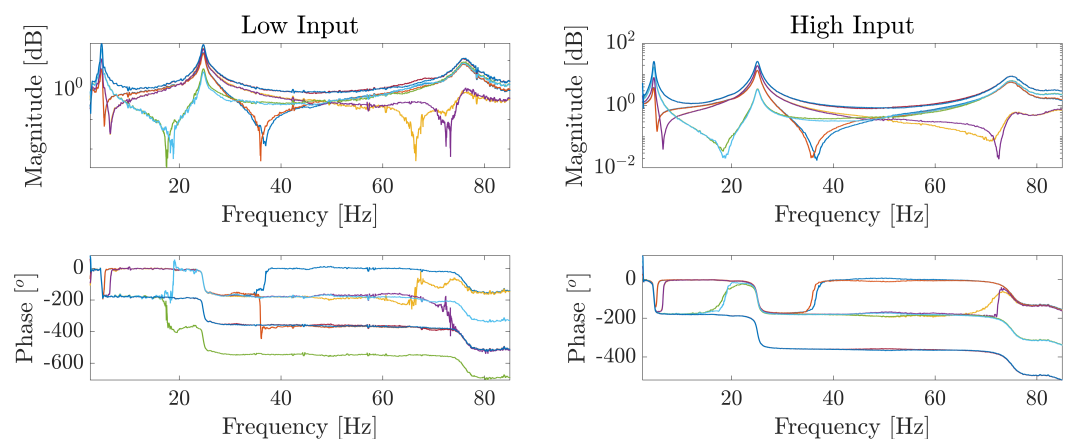 Low Input
Magnitude [dB]
10^0
20 40 60 80
Frequency [Hz]
High Input
Magnitude [dB]
10^2
10^0
10^-2
20 40 60 80
Frequency [Hz]
Phase [o]
0
-200
-400
-600
20 40 60 80
Frequency [Hz]
Phase [o]
0
-200
-400
20 40 60 80
Frequency [Hz]